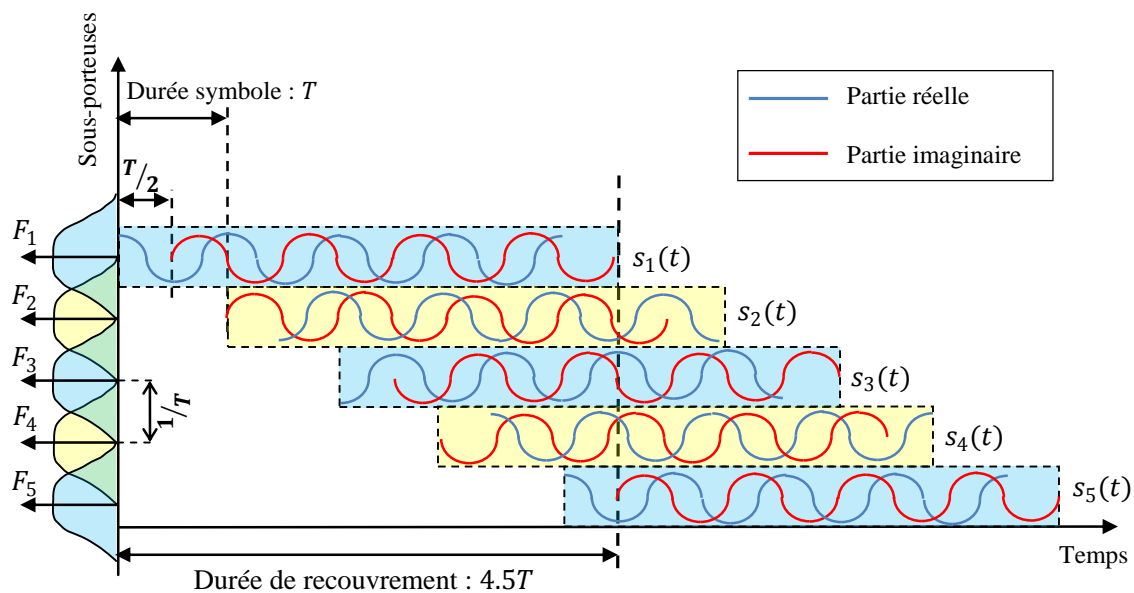 Sous-porteuses
Durée symbole : T
T/2
Partie réelle
Partie imaginaire
F₁
F₂
F₃
F₄
F₅
1/T
s₁(t)
s₂(t)
s₃(t)
s₄(t)
s₅(t)
Temps
Durée de recouvrement : 4.5T